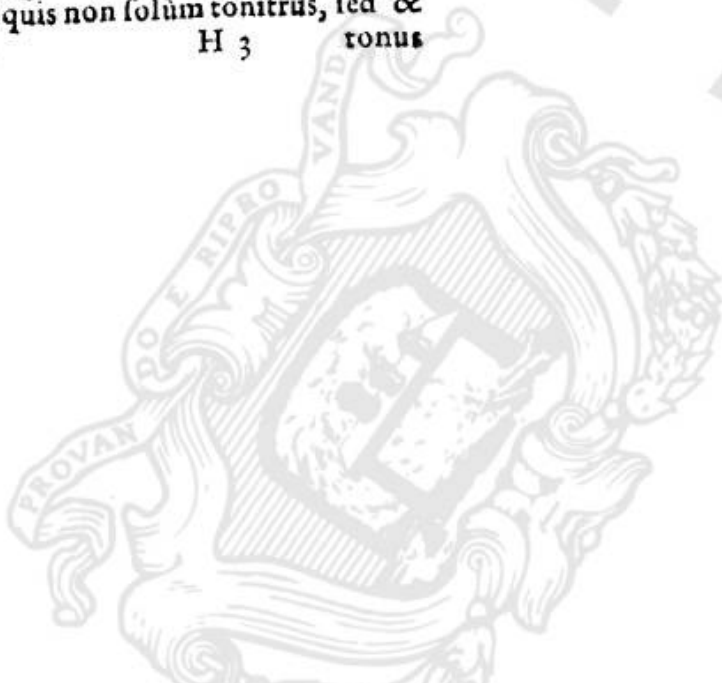 quis non ſolùm tonitrus, ſed &
H 3 tonus
PROVAN
DO E RIPRO
VAND